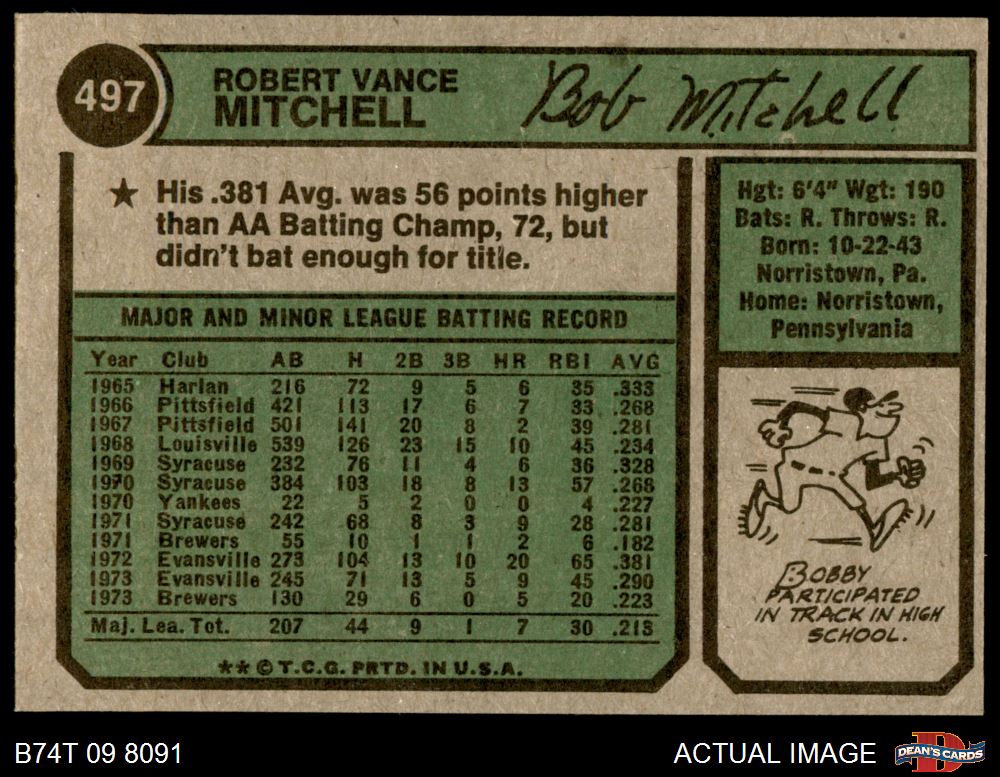 497
ROBERT VANCE
MITCHELL
Bob Mitchell
★ His .381 Avg. was 56 points higher
than AA Batting Champ, 72, but
didn't bat enough for title.
Hgt: 6'4" Wgt: 190
Bats: R. Throws: R.
Born: 10-22-43
Norristown, Pa.
Home: Norristown,
Pennsylvania
MAJOR AND MINOR LEAGUE BATTING RECORD
Year Club AB H 2B 3B HR RBI AVG
1965 Harlan 216 72 9 5 6 35 .333
1966 Pittsfield 421 113 17 6 7 33 .268
1967 Pittsfield 501 141 20 8 2 39 .281
1968 Louisville 539 126 23 15 10 45 .234
1969 Syracuse 232 76 11 4 6 36 .328
1970 Syracuse 384 103 18 8 13 57 .268
1970 Yankees 22 5 2 0 0 4 .227
1971 Syracuse 242 68 8 3 9 28 .281
1971 Brewers 55 10 1 1 2 6 .182
1972 Evansville 273 104 13 10 20 65 .381
1973 Evansville 245 71 13 5 9 45 .290
1973 Brewers 130 29 6 0 5 20 .223
Maj. Lea. Tot. 207 44 9 1 7 30 .213
** © T.C.G. PRTD. IN U.S.A.
BOBBY
PARTICIPATED
IN TRACK IN HIGH
SCHOOL.
B74T 09 8091
ACTUAL IMAGE
DEAN'S CARDS